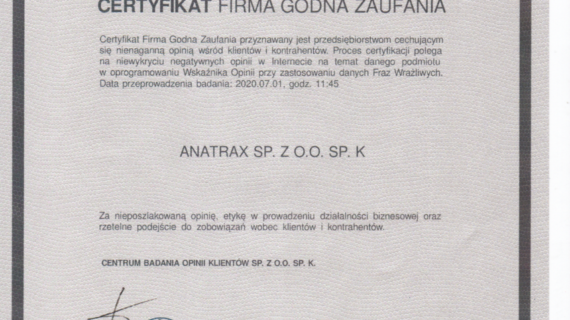 CERTYFIKAT FIRMA GODNA ZAUFANIA
Certyfikat Firma Godna Zaufania przyznawany jest przedsiębiorstwom cechującym
się nienaganną opinią wśród klientów i kontrahentów. Proces certyfikacji polega
na niewykryciu negatywnych opinii w Internecie na temat danego podmiotu
w oprogramowaniu Wskaźnika Opinii przy zastosowaniu danych Fraz Wrażliwych.
Data przeprowadzenia badania: 2020.07.01, godz. 11:45
ANATRAX SP. Z O.O. SP. K
Za nieposzlakowaną opinię, etykę w prowadzeniu działalności biznesowej oraz
rzetelne podejście do zobowiązań wobec klientów i kontrahentów.
CENTRUM BADANIA OPINII KLIENTÓW SP. Z O.O. SP. K.